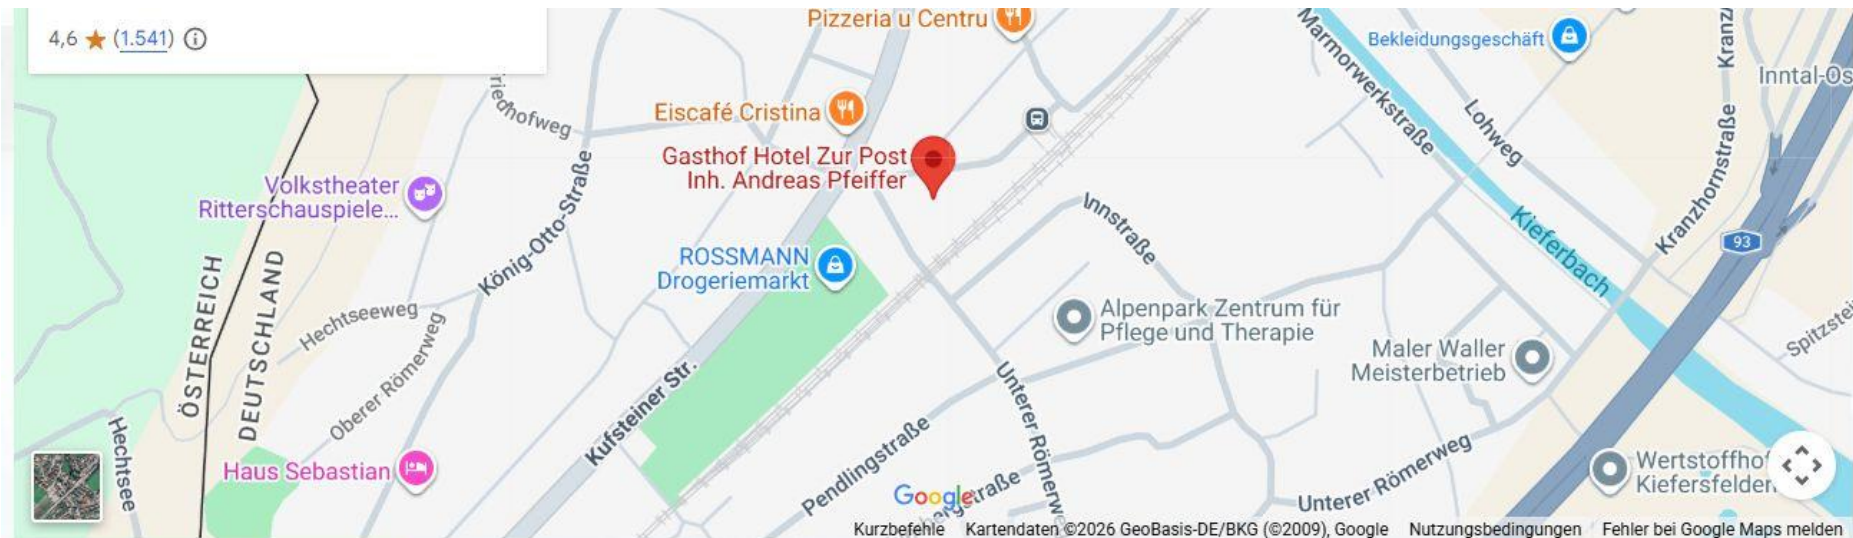 4,6 ★ (1.541)
Pizzeria u Centru
Bekleidungsgeschäft
Marmorwerkstraße
Lohweg
Kranzhornstraße
Inntal-Os
Friedhofweg
Eiscafé Cristina
Gasthof Hotel Zur Post
Inh. Andreas Pfeiffer
Volkstheater
Ritterschauspiele...
König-Otto-Straße
Innstraße
Kieferbach
93
ROSSMANN
Drogeriemarkt
ÖSTERREICH
DEUTSCHLAND
Hechtseeweg
Oberer Römerweg
Alpenpark Zentrum für
Pflege und Therapie
Maler Waller
Meisterbetrieb
Kufsteiner Str.
Unterer Römerweg
Hechtsee
Haus Sebastian
Pendlingstraße
Unterer Römerweg
Wertstoffho
Kiefersfelden
Google
Kurzbefehle
Kartendaten ©2026 GeoBasis-DE/BKG (©2009), Google
Nutzungsbedingungen
Fehler bei Google Maps melden